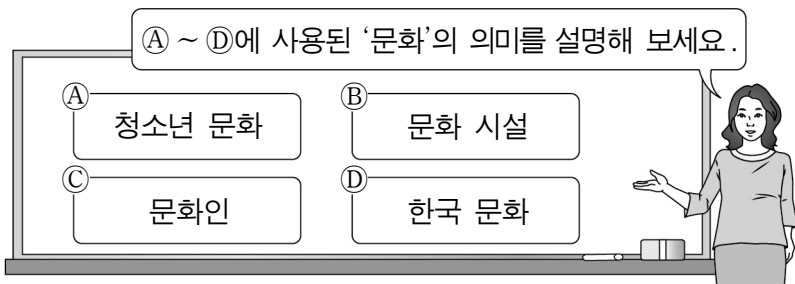 Ⓐ ~ Ⓓ에 사용된 ‘문화’의 의미를 설명해 보세요.
Ⓐ 청소년 문화
Ⓑ 문화 시설
Ⓒ 문화인
Ⓓ 한국 문화